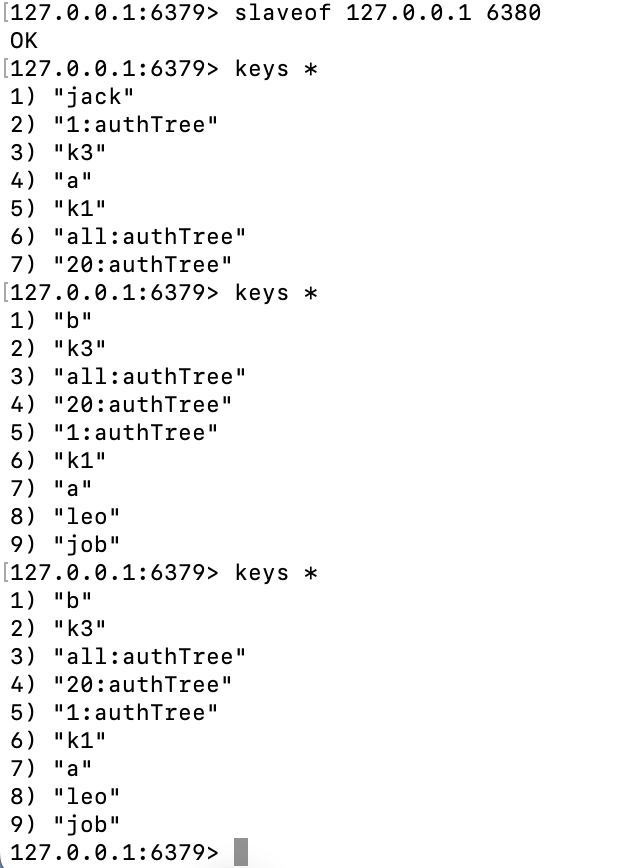 [127.0.0.1:6379> slaveof 127.0.0.1 6380
OK
[127.0.0.1:6379> keys *
1) "jack"
2) "1:authTree"
3) "k3"
4) "a"
5) "k1"
6) "all:authTree"
7) "20:authTree"
[127.0.0.1:6379> keys *
1) "b"
2) "k3"
3) "all:authTree"
4) "20:authTree"
5) "1:authTree"
6) "k1"
7) "a"
8) "leo"
9) "job"
[127.0.0.1:6379> keys *
1) "b"
2) "k3"
3) "all:authTree"
4) "20:authTree"
5) "1:authTree"
6) "k1"
7) "a"
8) "leo"
9) "job"
127.0.0.1:6379>